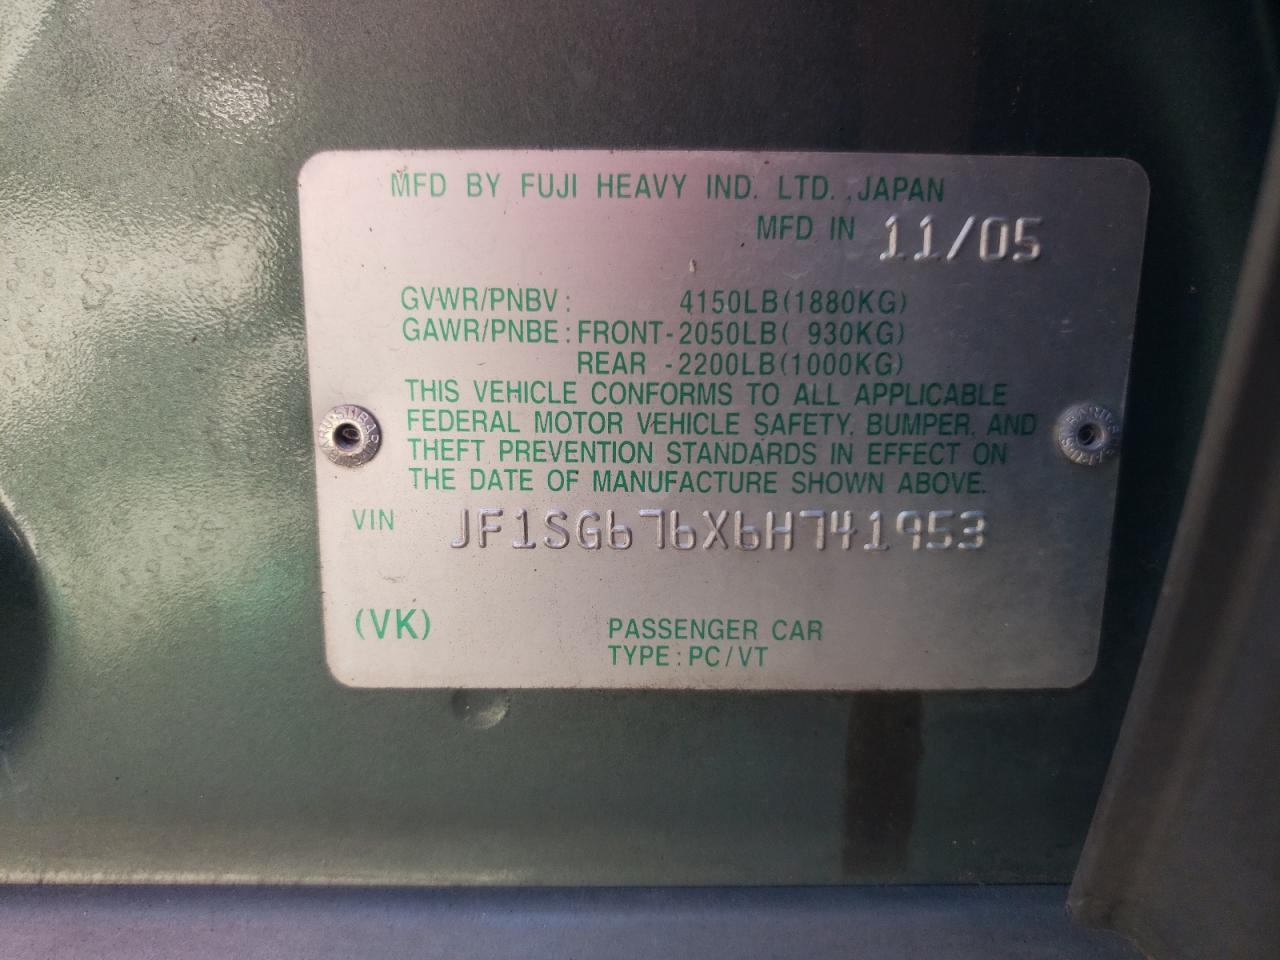 MFD BY FUJI HEAVY IND. LTD. ,JAPAN
MFD IN 11/05
GVWR/PNBV : 4150LB(1880KG)
GAWR/PNBE : FRONT-2050LB( 930KG)
REAR -2200LB(1000KG)
THIS VEHICLE CONFORMS TO ALL APPLICABLE
FEDERAL MOTOR VEHICLE SAFETY, BUMPER, AND
THEFT PREVENTION STANDARDS IN EFFECT ON
THE DATE OF MANUFACTURE SHOWN ABOVE.
VIN JF1SG676X6H741953
(VK)
PASSENGER CAR
TYPE : PC/VT